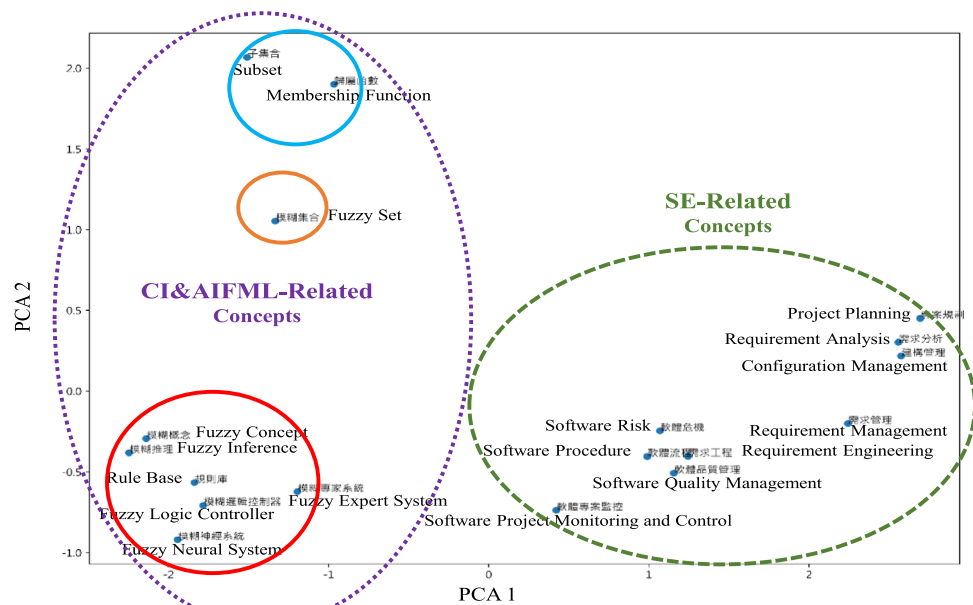 2.0
1.5
1.0
0.5
0.0
-0.5
-1.0
PCA 2
子集合
Subset
歸屬函數
Membership Function
模糊集合 Fuzzy Set
CI&AIFML-Related
Concepts
SE-Related
Concepts
Project Planning 專案規劃
Requirement Analysis 需求分析
建構管理
Configuration Management
需求管理
Requirement Management
Software Risk 軟體危機
Software Procedure 軟體流程 需求工程 Requirement Engineering
軟體品質管理
Software Quality Management
軟體專案監控
Software Project Monitoring and Control
模糊概念 Fuzzy Concept
模糊推理 Fuzzy Inference
Rule Base 規則庫
模糊專家系統
Fuzzy Expert System
模糊邏輯控制器
Fuzzy Logic Controller
模糊神經系統
Fuzzy Neural System
-2
-1
0
1
2
PCA 1